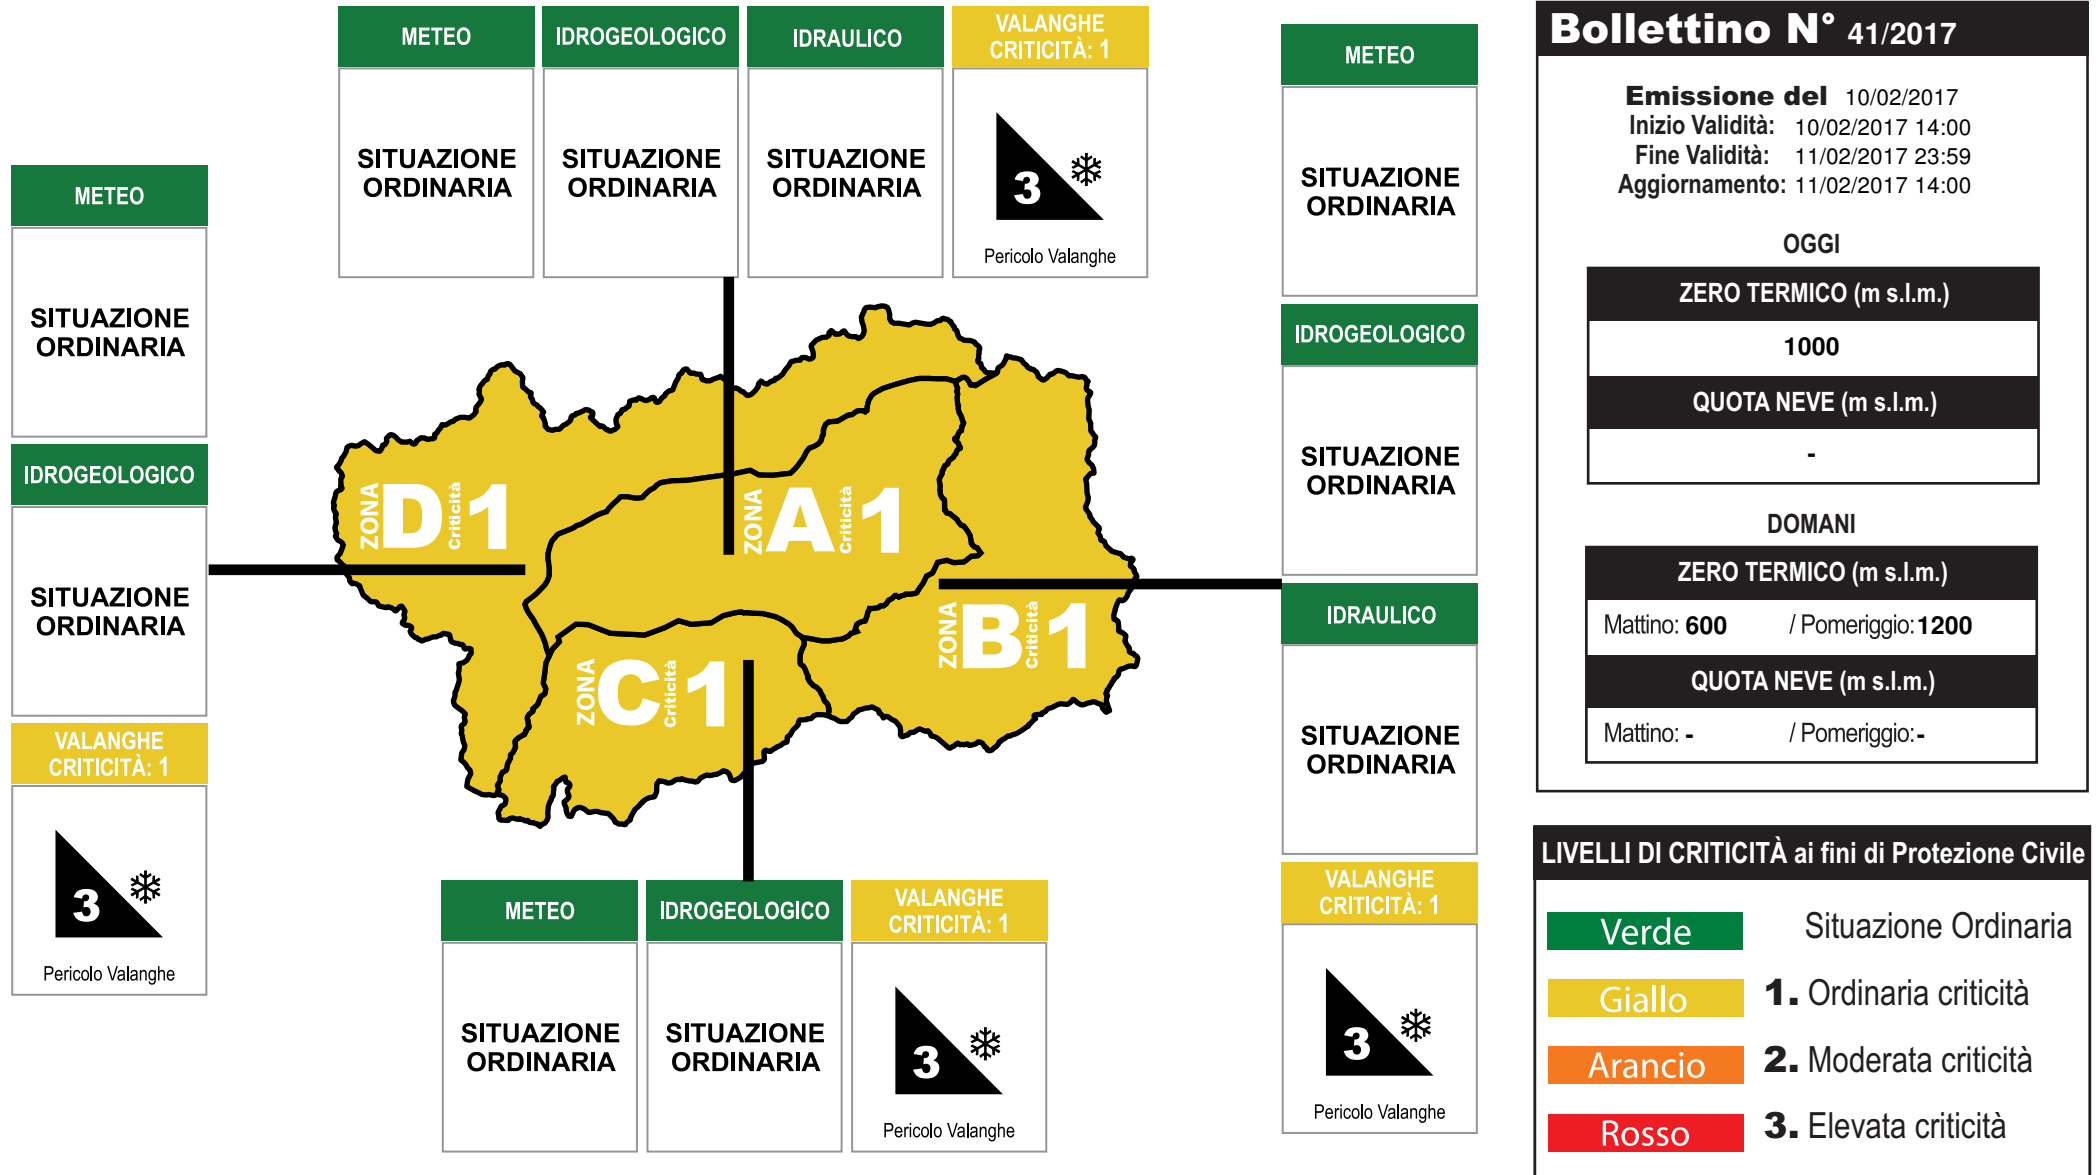 METEO
IDROGEOLOGICO
IDRAULICO
VALANGHE
CRITICITÀ: 1
SITUAZIONE
ORDINARIA
SITUAZIONE
ORDINARIA
SITUAZIONE
ORDINARIA
3
Pericolo Valanghe
METEO
SITUAZIONE
ORDINARIA
IDROGEOLOGICO
SITUAZIONE
ORDINARIA
VALANGHE
CRITICITÀ: 1
3
Pericolo Valanghe
ZONA D Criticità 1
ZONA A Criticità 1
ZONA B Criticità 1
ZONA C Criticità 1
METEO
IDROGEOLOGICO
VALANGHE
CRITICITÀ: 1
SITUAZIONE
ORDINARIA
SITUAZIONE
ORDINARIA
3
Pericolo Valanghe
METEO
SITUAZIONE
ORDINARIA
IDROGEOLOGICO
SITUAZIONE
ORDINARIA
IDRAULICO
SITUAZIONE
ORDINARIA
VALANGHE
CRITICITÀ: 1
3
Pericolo Valanghe
Bollettino N° 41/2017
Emissione del 10/02/2017
Inizio Validità: 10/02/2017 14:00
Fine Validità: 11/02/2017 23:59
Aggiornamento: 11/02/2017 14:00
OGGI
ZERO TERMICO (m s.l.m.)
1000
QUOTA NEVE (m s.l.m.)
-
DOMANI
ZERO TERMICO (m s.l.m.)
Mattino: 600 / Pomeriggio: 1200
QUOTA NEVE (m s.l.m.)
Mattino: - / Pomeriggio: -
LIVELLI DI CRITICITÀ ai fini di Protezione Civile
Verde Situazione Ordinaria
Giallo 1. Ordinaria criticità
Arancio 2. Moderata criticità
Rosso 3. Elevata criticità